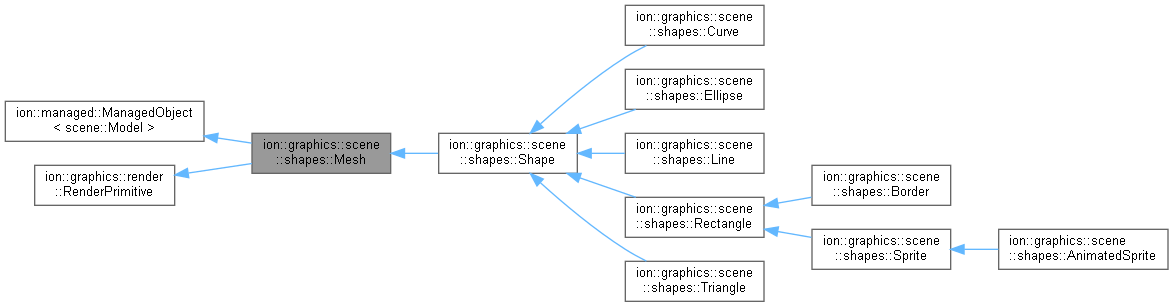 ion::managed::ManagedObject
< scene::Model >
ion::graphics::render
::RenderPrimitive
ion::graphics::scene
::shapes::Mesh
ion::graphics::scene
::shapes::Shape
ion::graphics::scene
::shapes::Curve
ion::graphics::scene
::shapes::Ellipse
ion::graphics::scene
::shapes::Line
ion::graphics::scene
::shapes::Rectangle
ion::graphics::scene
::shapes::Triangle
ion::graphics::scene
::shapes::Border
ion::graphics::scene
::shapes::Sprite
ion::graphics::scene
::shapes::AnimatedSprite